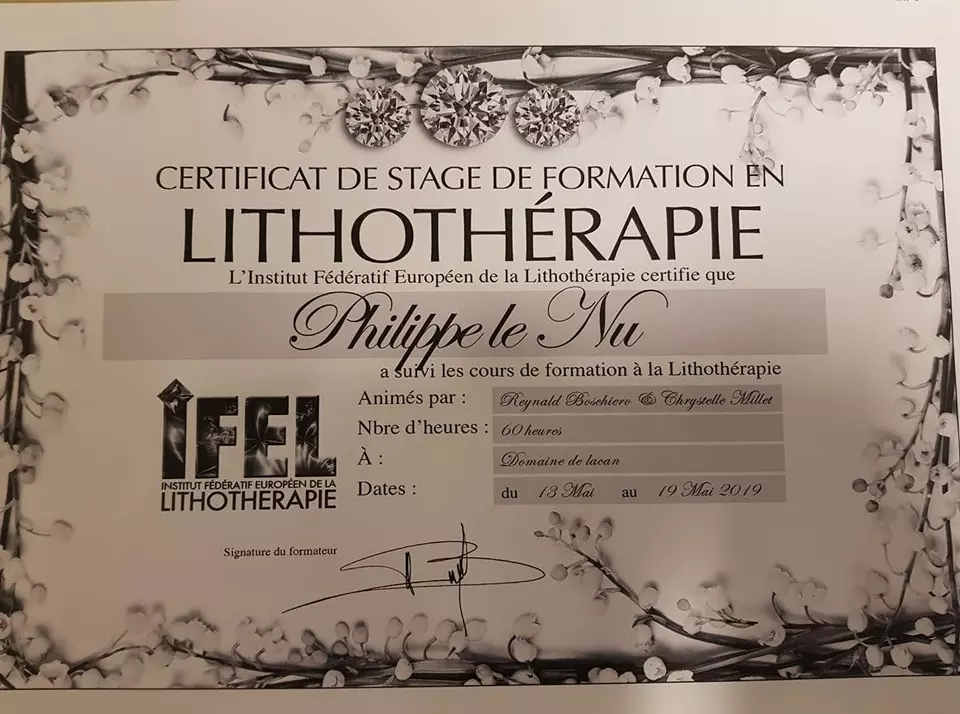 CERTIFICAT DE STAGE DE FORMATION EN
LITHOTHÉRAPIE
L'Institut Fédératif Européen de la Lithothérapie certifie que
Philippe le Nu
a suivi les cours de formation à la Lithothérapie
Animés par : Reynald Boschiero & Chrystelle Millet
Nbre d'heures : 60 heures
À : Domaine de lacan
Dates : du 13 Mai au 19 Mai 2019
IFEL
INSTITUT FÉDÉRATIF EUROPÉEN DE LA
LITHOTHERAPIE
Signature du formateur